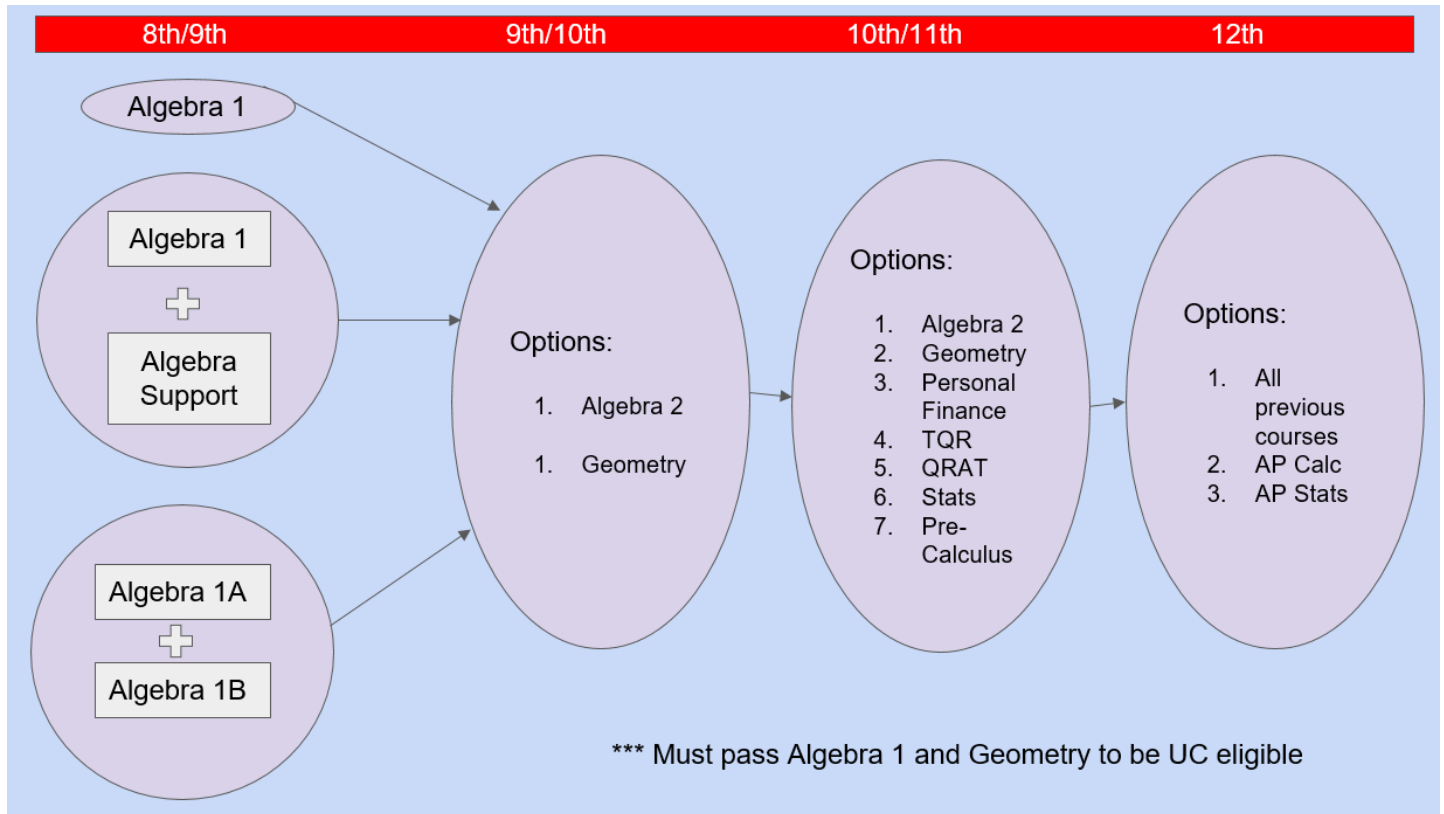 8th/9th
9th/10th
10th/11th
12th
Algebra 1
Algebra 1
Algebra
Support
Algebra 1A
Algebra 1B
Options:
1. Algebra 2
1. Geometry
Options:
1. Algebra 2
2. Geometry
3. Personal
Finance
4. TQR
5. QRAT
6. Stats
7. Pre-
Calculus
Options:
1. All
previous
courses
2. AP Calc
3. AP Stats
*** Must pass Algebra 1 and Geometry to be UC eligible